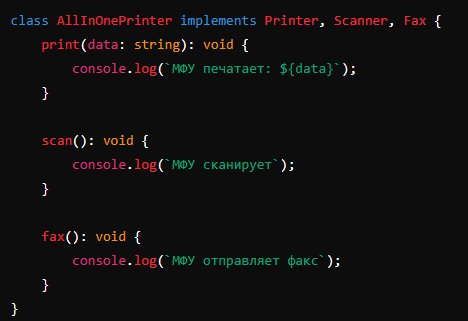 class AllInOnePrinter implements Printer, Scanner, Fax {
    print(data: string): void {
        console.log(`МФУ печатает: ${data}`);
    }

    scan(): void {
        console.log(`МФУ сканирует`);
    }

    fax(): void {
        console.log(`МФУ отправляет факс`);
    }
}